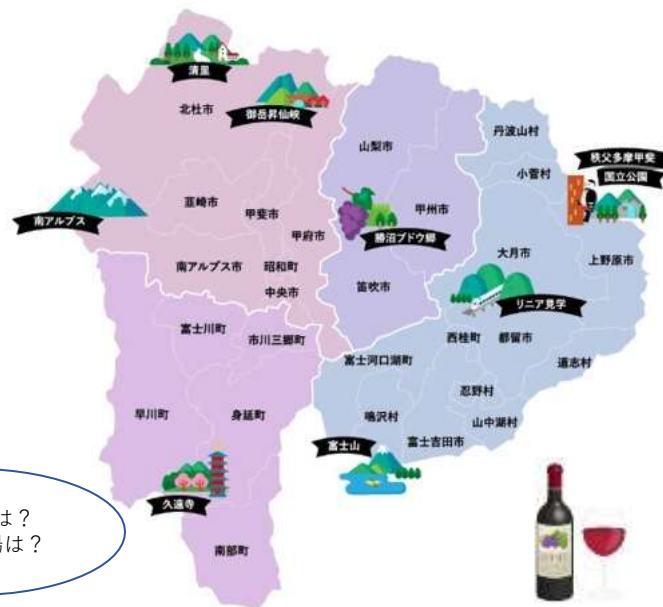 清里
北杜市
御岳昇仙峡
丹波山村
山梨市
秩父多摩甲斐
国立公園
小菅村
南アルプス
韮崎市
甲斐市
甲州市
甲府市
勝沼ブドウ郷
大月市
上野原市
南アルプス市
昭和町
中央市
笛吹市
リニア見学
富士川町
市川三郷町
西桂町
都留市
富士河口湖町
道志村
忍野村
早川町
身延町
鳴沢村
山中湖村
富士山
富士吉田市
久遠寺
は？
は？
南部町